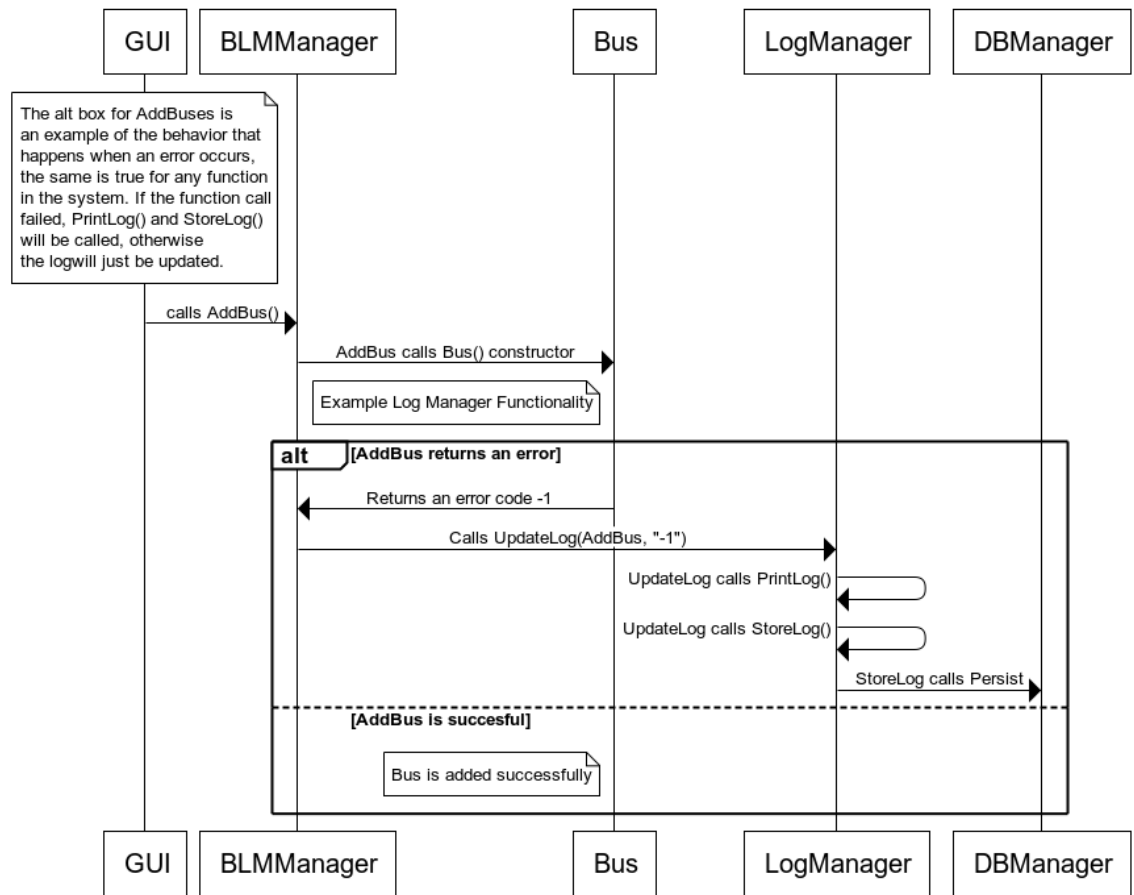 GUI
BLMManager
Bus
LogManager
DBManager
The alt box for AddBuses is
an example of the behavior that
happens when an error occurs,
the same is true for any function
in the system. If the function call
failed, PrintLog() and StoreLog()
will be called, otherwise
the logwill just be updated.
calls AddBus()
AddBus calls Bus() constructor
Example Log Manager Functionality
alt
[AddBus returns an error]
Returns an error code -1
Calls UpdateLog(AddBus, "-1")
UpdateLog calls PrintLog()
UpdateLog calls StoreLog()
StoreLog calls Persist
[AddBus is succesful]
Bus is added successfully
GUI
BLMManager
Bus
LogManager
DBManager